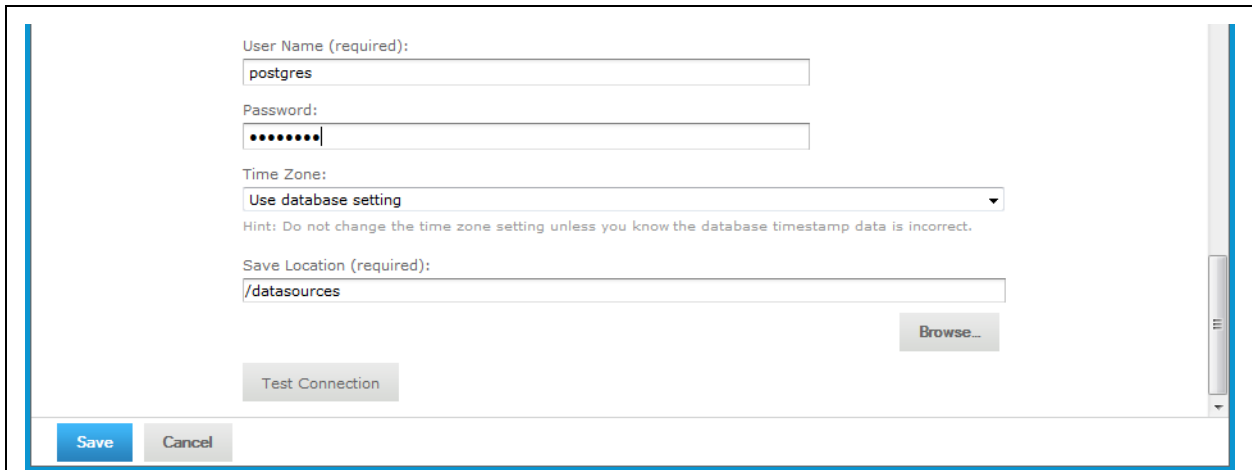 User Name (required):
postgres
Password:
••••••••
Time Zone:
Use database setting
Hint: Do not change the time zone setting unless you know the database timestamp data is incorrect.
Save Location (required):
/datasources
Browse...
Test Connection
Save
Cancel